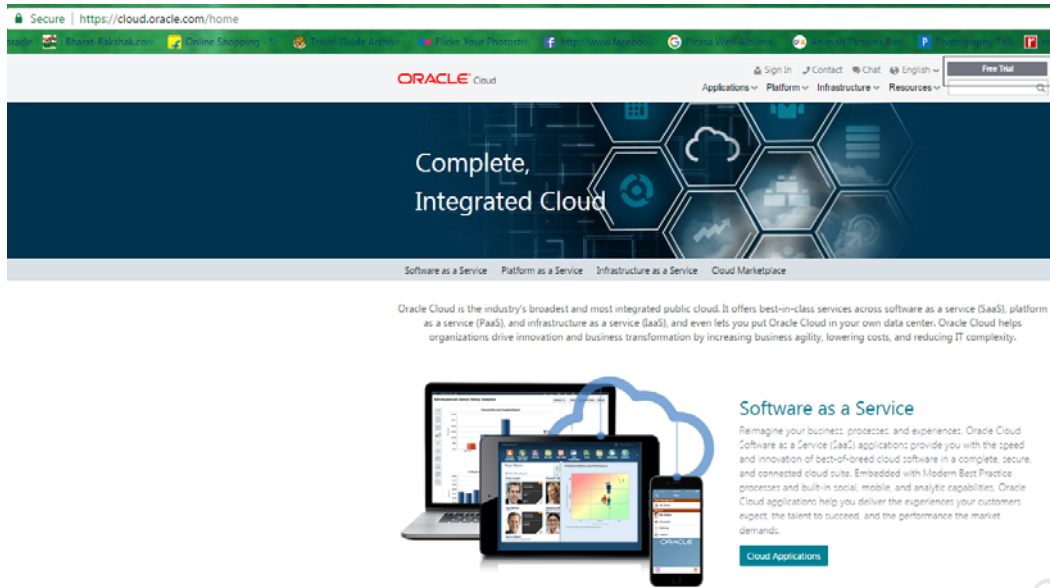 Secure | https://cloud.oracle.com/home
Bharat-Rakshak.com Online Shopping - S Travel Guide Archive Flickr: Your Photostre http://www.faceboo Picasa Web Albums Animals Pictures Ban Photography Talk
ORACLE Cloud
Sign In Contact Chat English Free Trial
Applications Platform Infrastructure Resources
Complete,
Integrated Cloud
Software as a Service Platform as a Service Infrastructure as a Service Cloud Marketplace
Oracle Cloud is the industry's broadest and most integrated public cloud. It offers best-in-class services across software as a service (SaaS), platform
as a service (PaaS), and infrastructure as a service (IaaS), and even lets you put Oracle Cloud in your own data center. Oracle Cloud helps
organizations drive innovation and business transformation by increasing business agility, lowering costs, and reducing IT complexity.
Software as a Service
Reimagine your business, processes, and experiences. Oracle Cloud
Software as a Service (SaaS) applications provide you with the speed
and innovation of best-of-breed cloud software in a complete, secure,
and connected cloud suite. Embedded with Modern Best Practice
processes and built-in social, mobile, and analytic capabilities, Oracle
Cloud applications help you deliver the experiences your customers
expect, the talent to succeed, and the performance the market
demands.
ORACLE
Cloud Applications